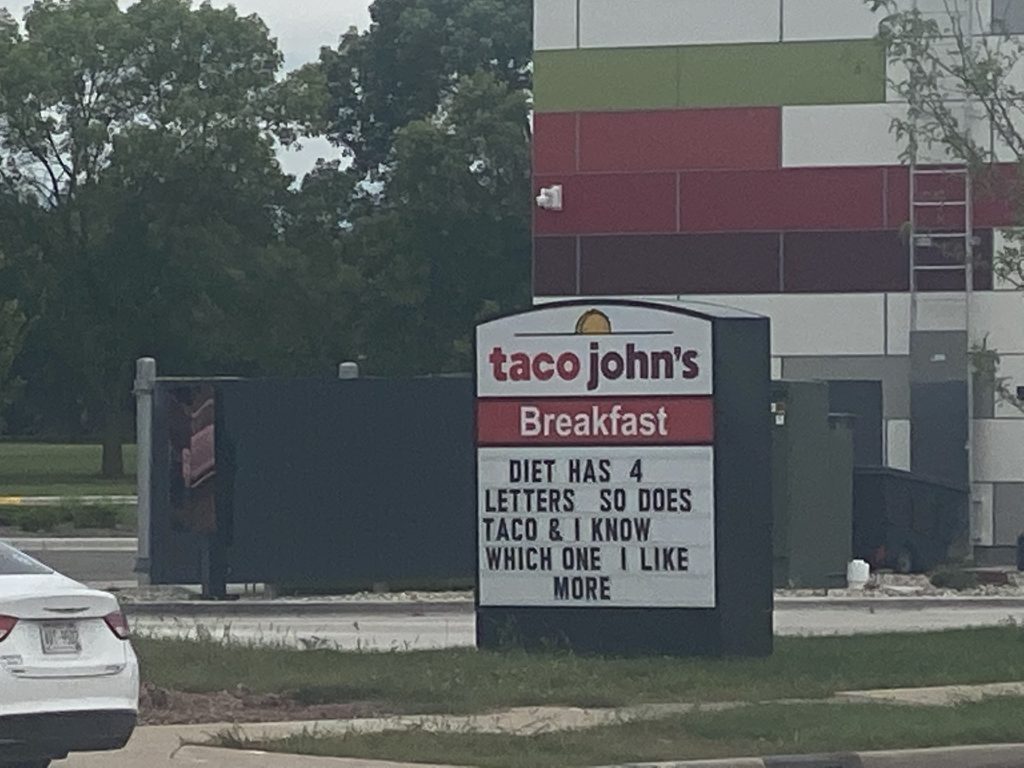 taco john's
Breakfast
DIET HAS 4
LETTERS SO DOES
TACO & I KNOW
WHICH ONE I LIKE
MORE